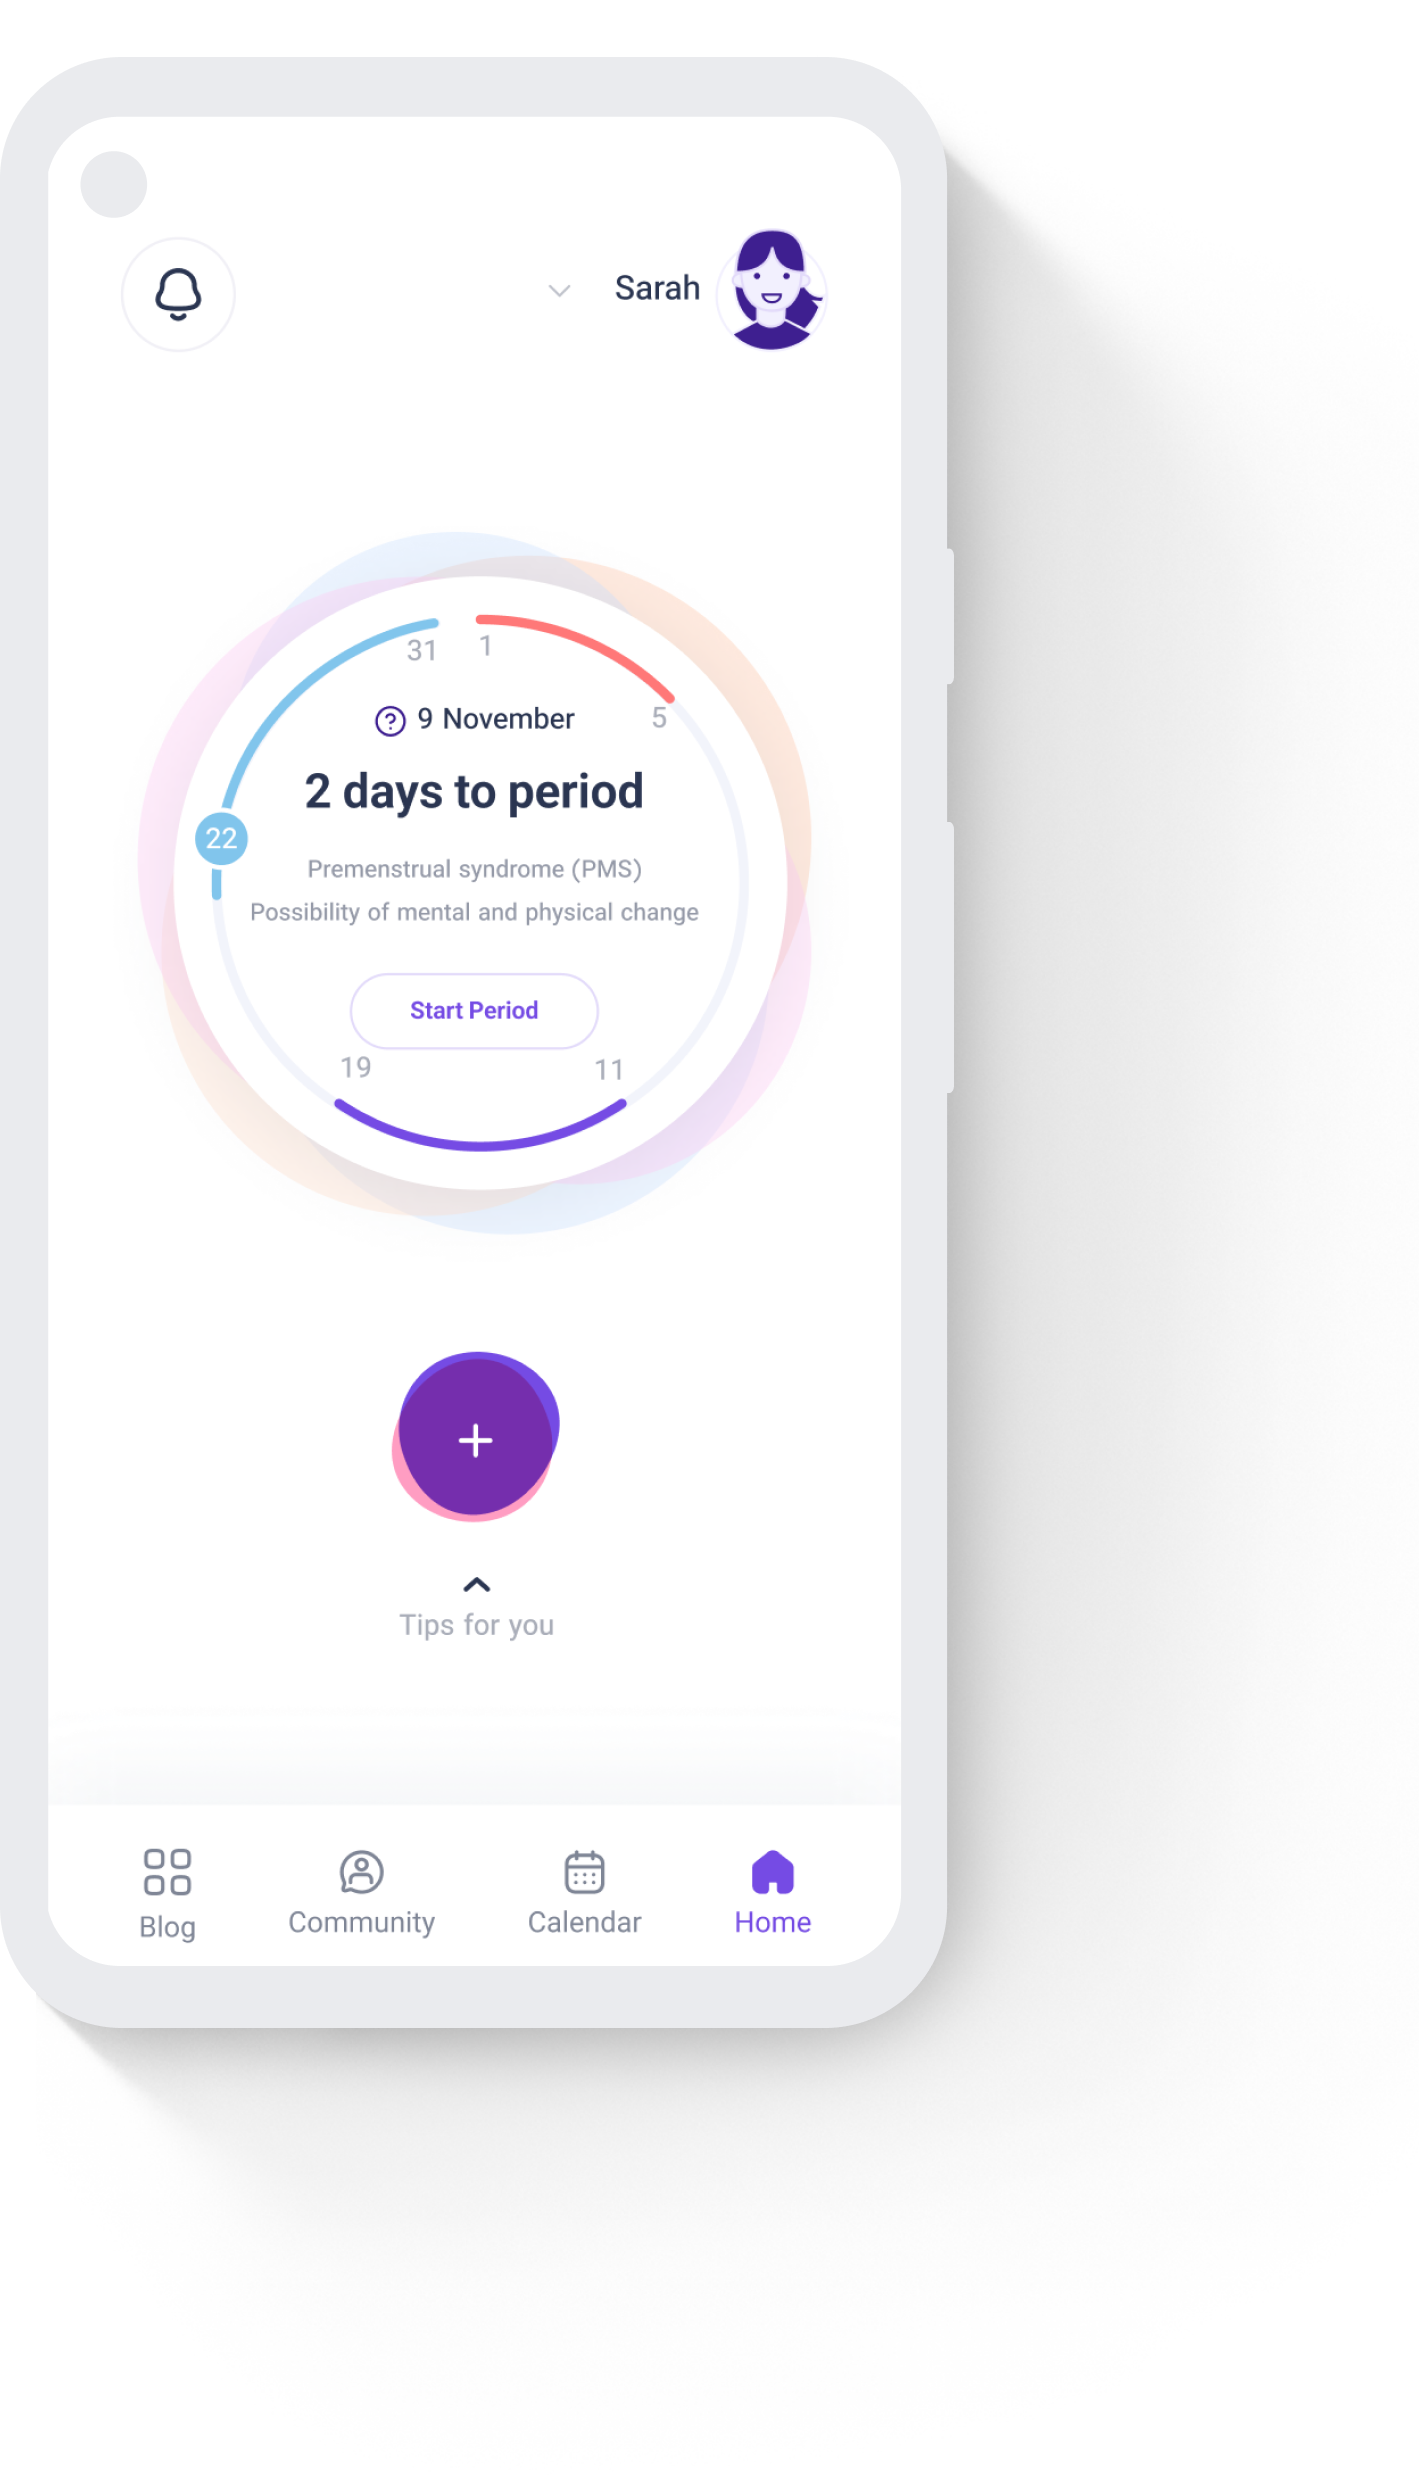 Sarah
31
1
9 November
5
2 days to period
22
Premenstrual syndrome (PMS)
Possibility of mental and physical change
Start Period
19
11
+
Tips for you
Blog
Community
Calendar
Home